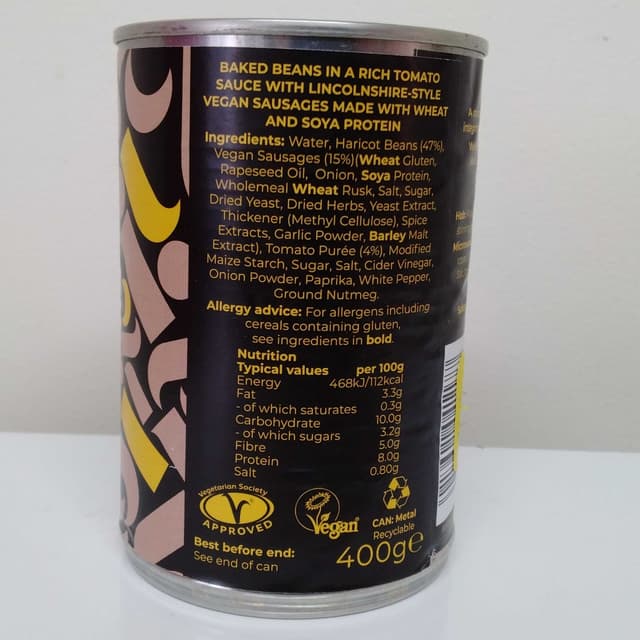 BAKED BEANS IN A RICH TOMATO
SAUCE WITH LINCOLNSHIRE-STYLE
VEGAN SAUSAGES MADE WITH WHEAT
AND SOYA PROTEIN
Ingredients: Water, Haricot Beans (47%),
Vegan Sausages (15%)(Wheat Gluten,
Rapeseed Oil, Onion, Soya Protein,
Wholemeal Wheat Rusk, Salt, Sugar,
Dried Yeast, Dried Herbs, Yeast Extract,
Thickener (Methyl Cellulose), Spice
Extracts, Garlic Powder, Barley Malt
Extract), Tomato Purée (4%), Modified
Maize Starch, Sugar, Salt, Cider Vinegar,
Onion Powder, Paprika, White Pepper,
Ground Nutmeg.
Allergy advice: For allergens including
cereals containing gluten,
see ingredients in bold.
Nutrition
Typical values per 100g
Energy 468kJ/112kcal
Fat 3.3g
- of which saturates 0.3g
Carbohydrate 10.0g
- of which sugars 3.2g
Fibre 5.0g
Protein 8.0g
Salt 0.80g
Vegetarian Society
APPROVED
Vegan
CAN: Metal
Recyclable
Best before end:
See end of can
400g℮